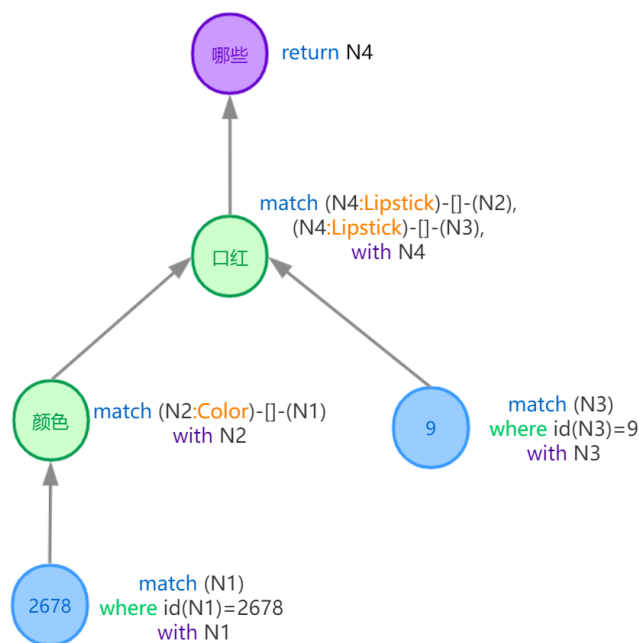 哪些
return N4
match (N4:Lipstick)-[]-(N2),
(N4:Lipstick)-[]-(N3),
with N4
口红
颜色
match (N2:Color)-[]-(N1)
with N2
9
match (N3)
where id(N3)=9
with N3
2678
match (N1)
where id(N1)=2678
with N1